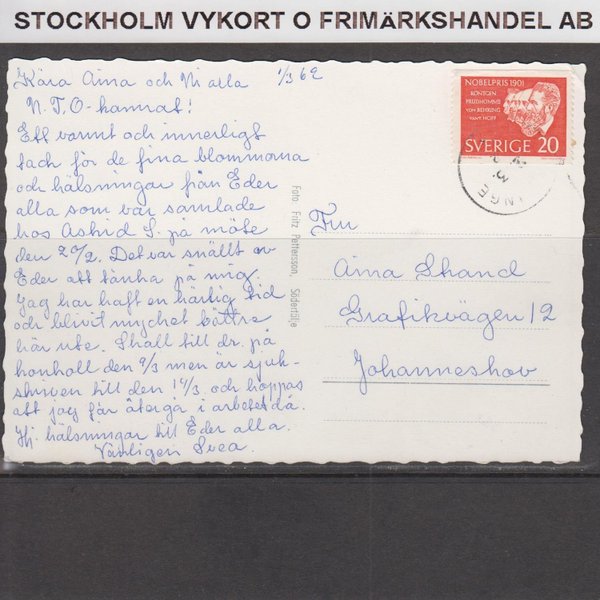 STOCKHOLM VYKORT O FRIMäRKSHANDEL AB
Kära Aina och Ni alla 1/3 62
N.T.O-kamrat!
Ett varmt och innerligt
tack för de fina blommorna
och hälsningar från Eder
alla som var samlade
hos Astrid S. på möte
den 27/2. Det var snällt av
Eder att tänka på mig.
Jag har haft en härlig tid
och blivit mycket bättre
här ute. Skall till dr. på
kontroll den 9/3 men är sjuk-
skriven till den 14/3 och hoppas
att jag får återgå i arbetet då.
Hj. hälsningar till Eder alla.
Vänligen Svea.
Foto: Fritz Pettersson, Södertälje
NOBELPRIS 1901
RÖNTGEN
PRUDHOMME
VON BEHRING
VAN'T HOFF
SVERIGE 20
Fru
Aina Strand
Grafikvägen 12
Johanneshov